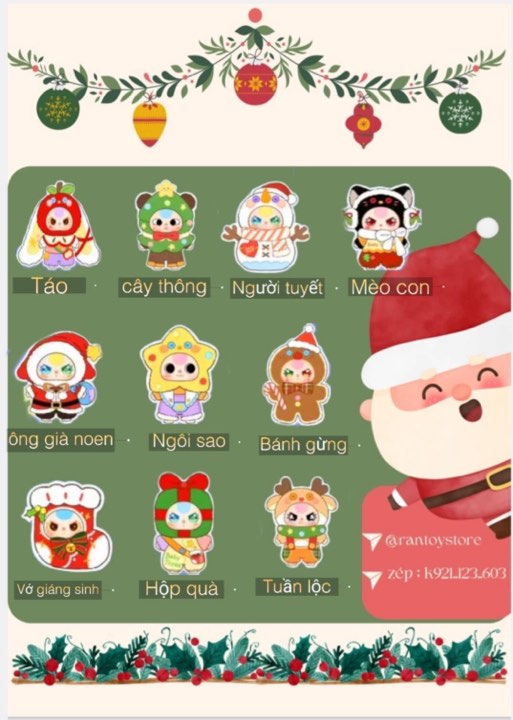 Táo
cây thông
Người tuyết
Mèo con
ông già noen
Ngôi sao
Bánh gừng
@rantoystore
zép : k921.123.603
Vớ giáng sinh
Hộp quà
Tuần lộc